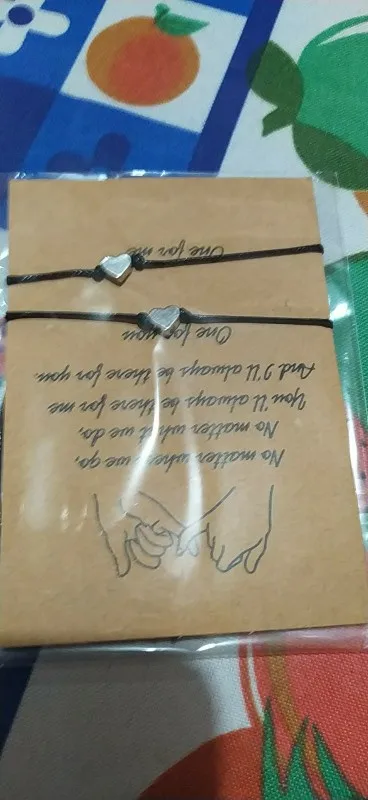 No matter where we go,
No matter what we do,
You'll always be there for me
And I'll always be there for you.
One for you
One for me